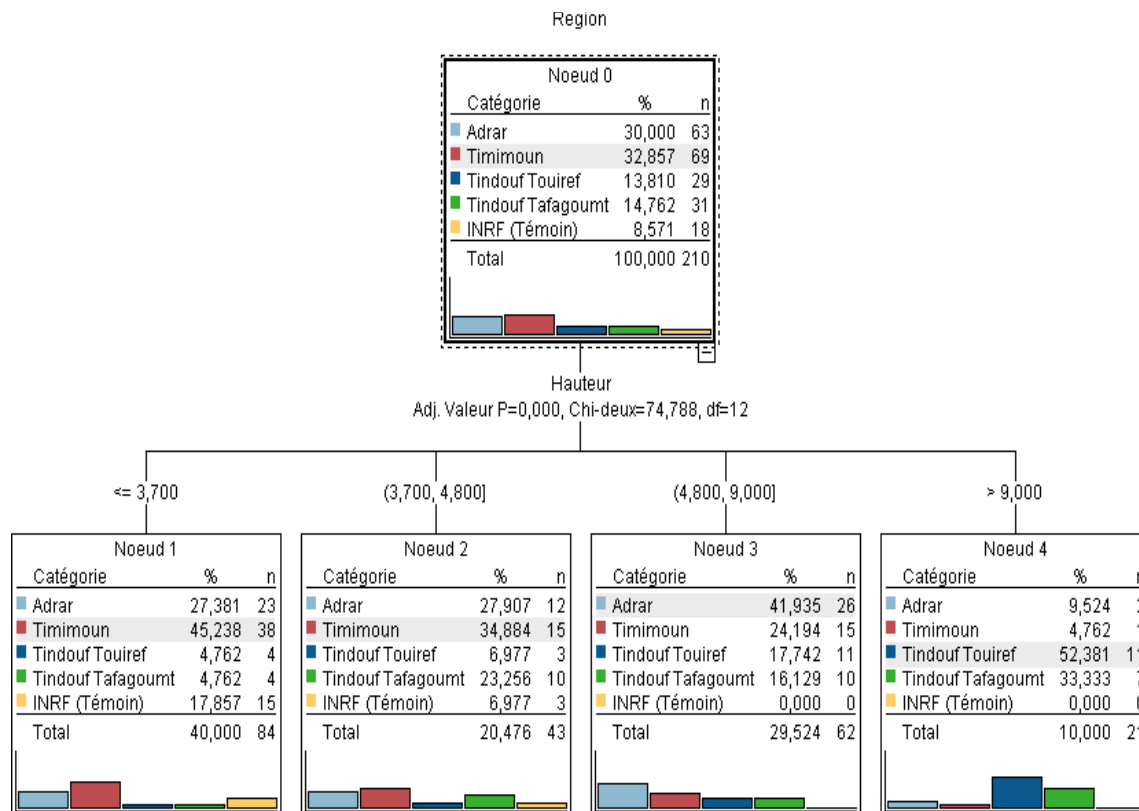 Region
Noeud 0
Catégorie % n
Adrar 30,000 63
Timimoun 32,857 69
Tindouf Touiref 13,810 29
Tindouf Tafagoumt 14,762 31
INRF (Témoin) 8,571 18
Total 100,000 210
Hauteur
Adj. Valeur P=0,000, Chi-deux=74,788, df=12
<= 3,700
(3,700, 4,800]
(4,800, 9,000]
> 9,000
Noeud 1
Catégorie % n
Adrar 27,381 23
Timimoun 45,238 38
Tindouf Touiref 4,762 4
Tindouf Tafagoumt 4,762 4
INRF (Témoin) 17,857 15
Total 40,000 84
Noeud 2
Catégorie % n
Adrar 27,907 12
Timimoun 34,884 15
Tindouf Touiref 6,977 3
Tindouf Tafagoumt 23,256 10
INRF (Témoin) 6,977 3
Total 20,476 43
Noeud 3
Catégorie % n
Adrar 41,935 26
Timimoun 24,194 15
Tindouf Touiref 17,742 11
Tindouf Tafagoumt 16,129 10
INRF (Témoin) 0,000 0
Total 29,524 62
Noeud 4
Catégorie % n
Adrar 9,524
Timimoun 4,762
Tindouf Touiref 52,381
Tindouf Tafagoumt 33,333
INRF (Témoin) 0,000
Total 10,000